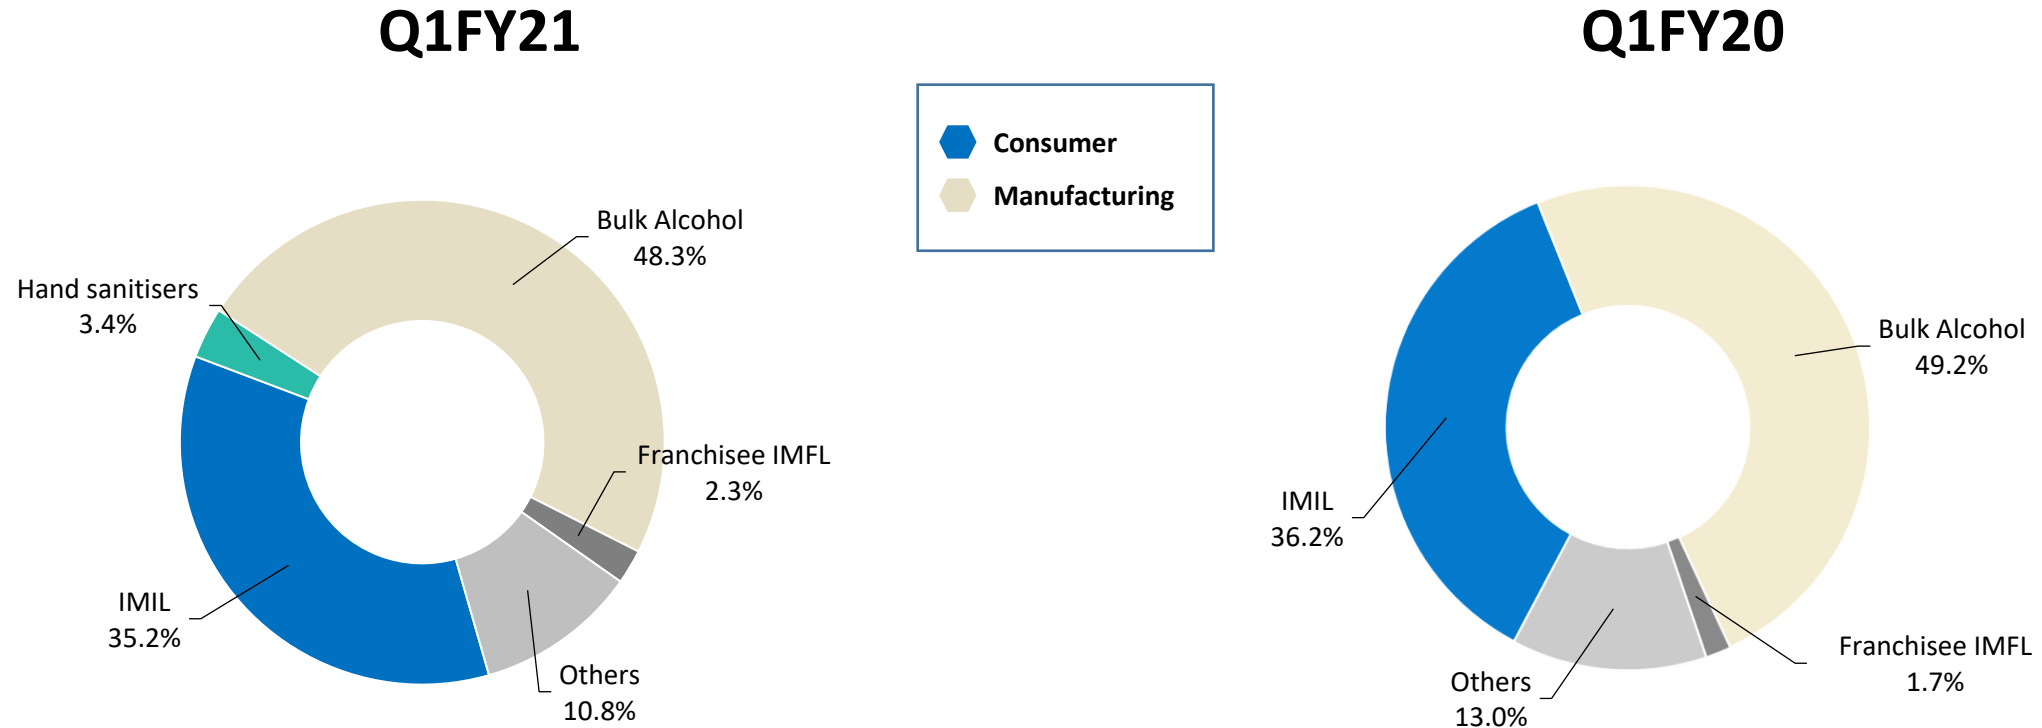 Q1FY21
Q1FY20
Consumer
Manufacturing
Bulk Alcohol
48.3%
Hand sanitisers
3.4%
Franchisee IMFL
2.3%
IMIL
35.2%
Others
10.8%
Bulk Alcohol
49.2%
IMIL
36.2%
Franchisee IMFL
1.7%
Others
13.0%